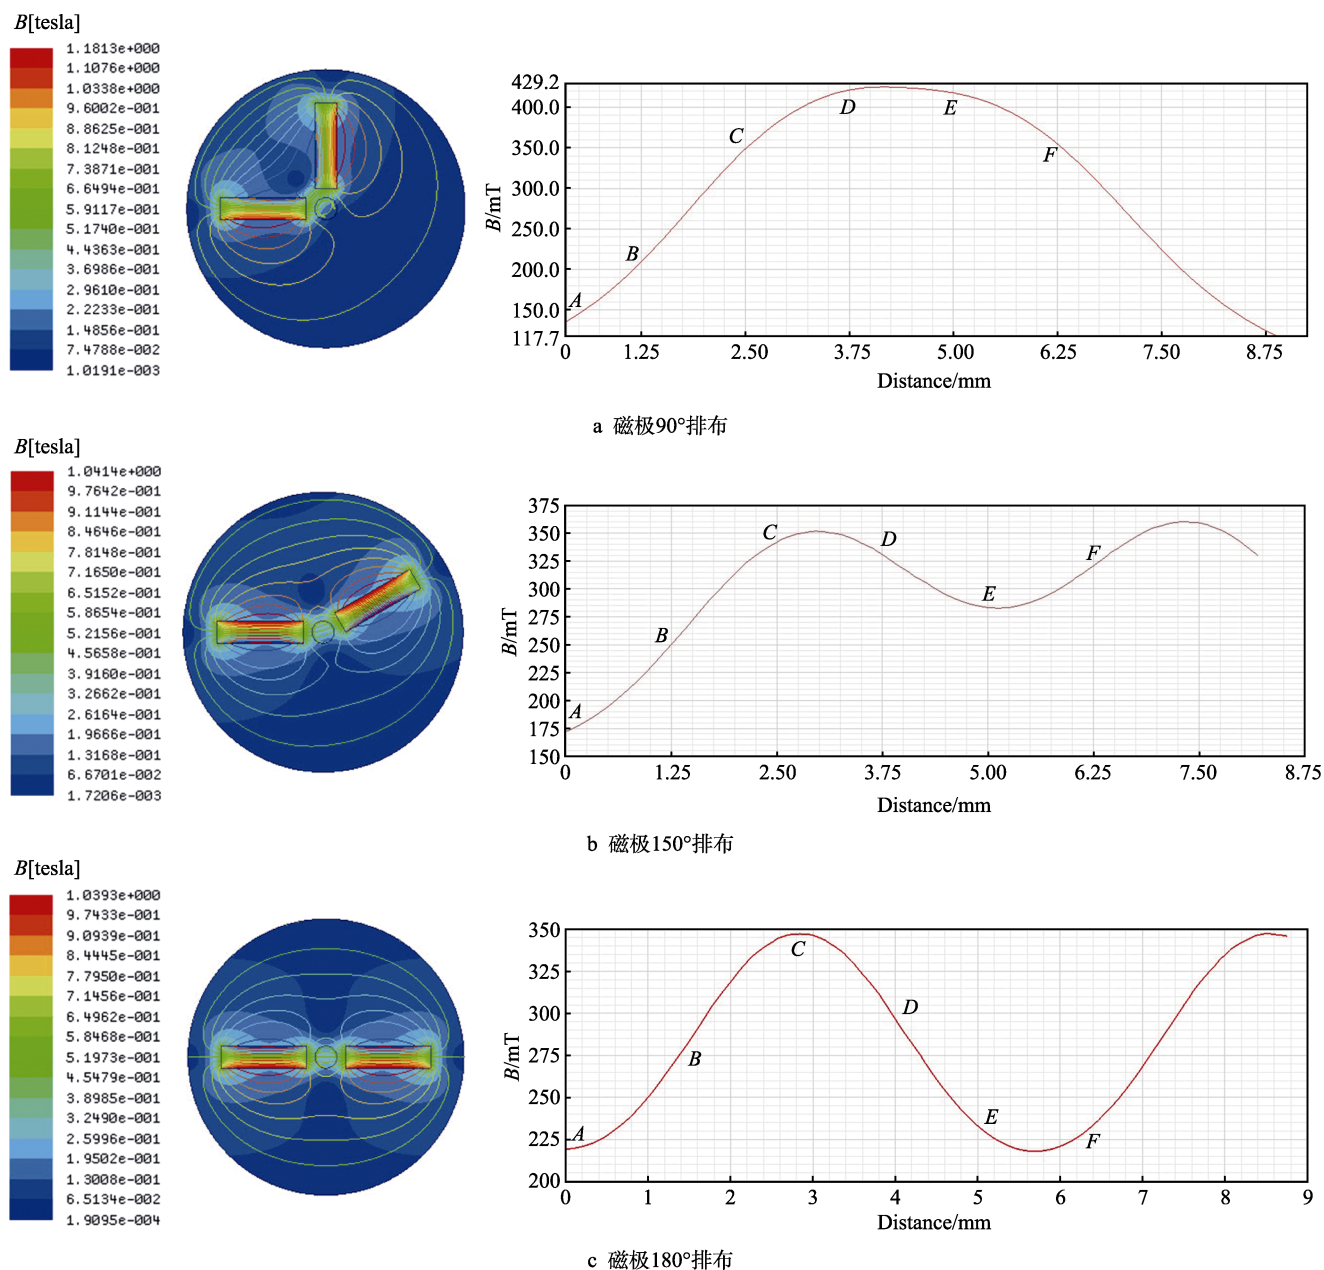 B[tesla]
1.1813e+000
1.1076e+000
1.0338e+000
9.6002e-001
8.8625e-001
8.1248e-001
7.3871e-001
6.6494e-001
5.9117e-001
5.1740e-001
4.4363e-001
3.6986e-001
2.9610e-001
2.2233e-001
1.4856e-001
7.4788e-002
1.0191e-003
429.2
400.0
350.0
300.0
250.0
200.0
150.0
117.7
B/mT
A
B
C
D
E
F
0 1.25 2.50 3.75 5.00 6.25 7.50 8.75
Distance/mm
a 磁极90°排布
B[tesla]
1.0414e+000
9.7642e-001
9.1144e-001
8.4646e-001
7.8148e-001
7.1650e-001
6.5152e-001
5.8654e-001
5.2156e-001
4.5658e-001
3.9160e-001
3.2662e-001
2.6164e-001
1.9666e-001
1.3168e-001
6.6701e-002
1.7206e-003
375
350
325
300
275
250
225
200
175
150
B/mT
A
B
C
D
E
F
0 1.25 2.50 3.75 5.00 6.25 7.50 8.75
Distance/mm
b 磁极150°排布
B[tesla]
1.0393e+000
9.7433e-001
9.0939e-001
8.4445e-001
7.7950e-001
7.1456e-001
6.4962e-001
5.8468e-001
5.1973e-001
4.5479e-001
3.8985e-001
3.2490e-001
2.5996e-001
1.9502e-001
1.3008e-001
6.5134e-002
1.9095e-004
350
325
300
275
250
225
200
B/mT
A
B
C
D
E
F
0 1 2 3 4 5 6 7 8 9
Distance/mm
c 磁极180°排布